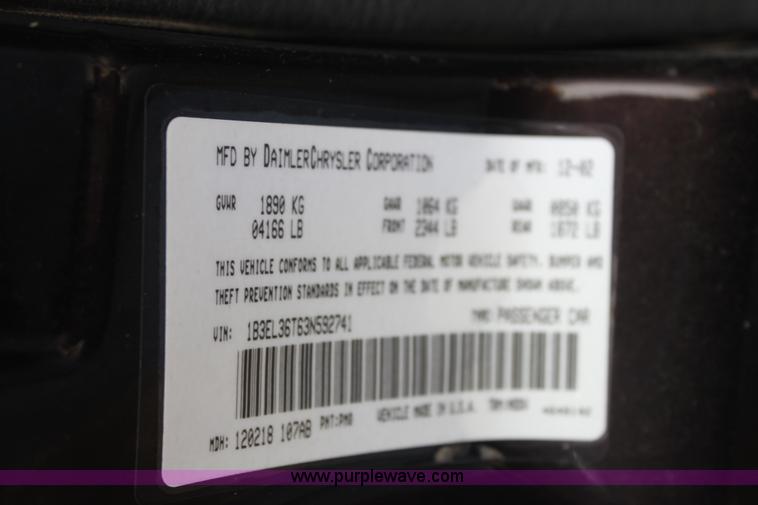 MFD BY DAIMLERCHRYSLER CORPORATION DATE OF MFR: 12-02
GVWR 1890 KG GAWR 1064 KG GAWR 0850 KG
04166 LB FRONT 2344 LB REAR 1872 LB
THIS VEHICLE CONFORMS TO ALL APPLICABLE FEDERAL MOTOR VEHICLE SAFETY, BUMPER AND
THEFT PREVENTION STANDARDS IN EFFECT ON THE DATE OF MANUFACTURE SHOWN ABOVE.
VIN: 1B3EL36T63N592741 TYPE: PASSENGER CAR
VEHICLE MADE IN U.S.A.
MDH: 120218 107AB PNT:PMB
www.purplewave.com